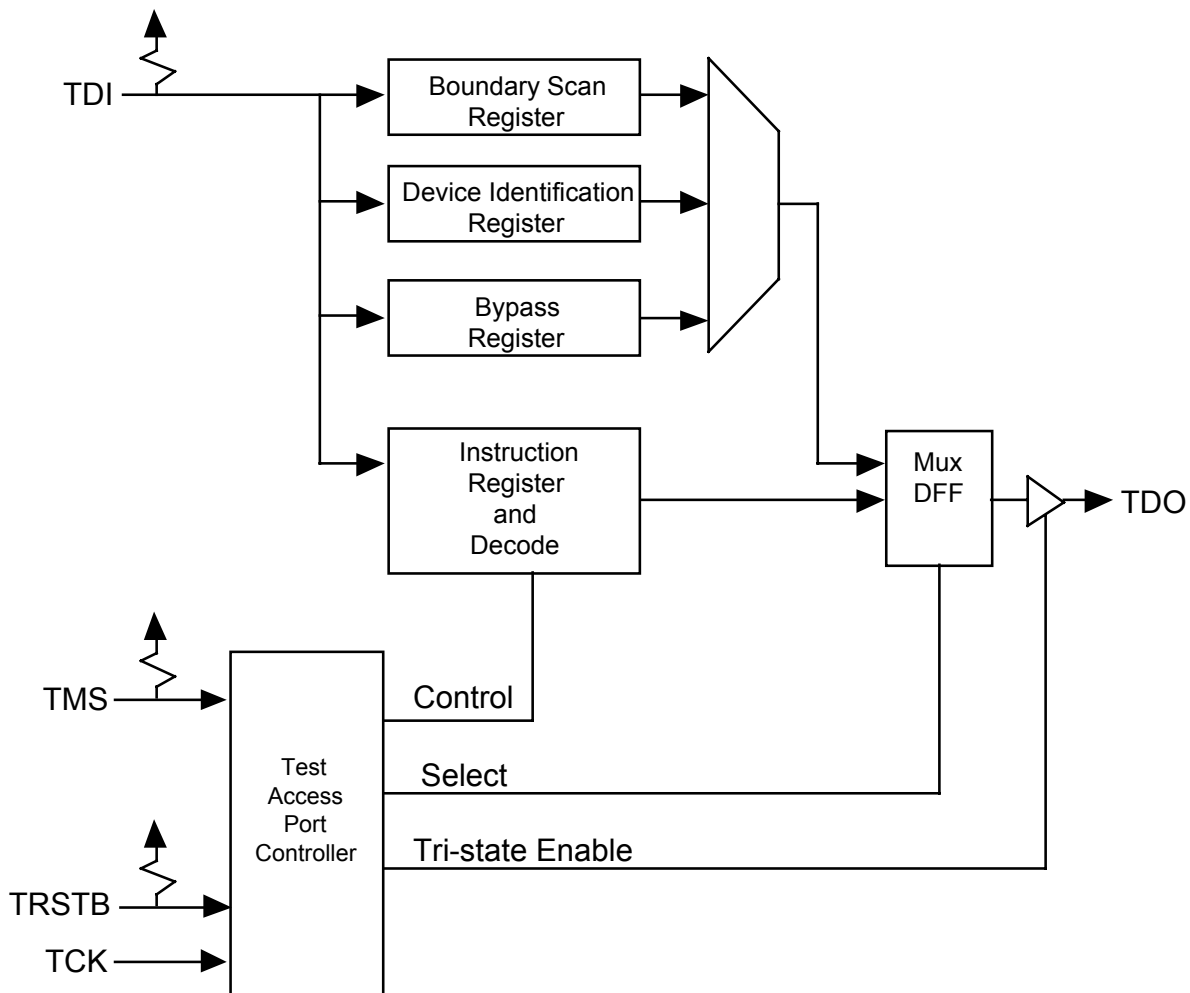 TDI
Boundary Scan
Register
Device Identification
Register
Bypass
Register
Instruction
Register
and
Decode
Mux
DFF
TDO
TMS
Control
Select
Test
Access
Port
Controller
Tri-state Enable
TRSTB
TCK